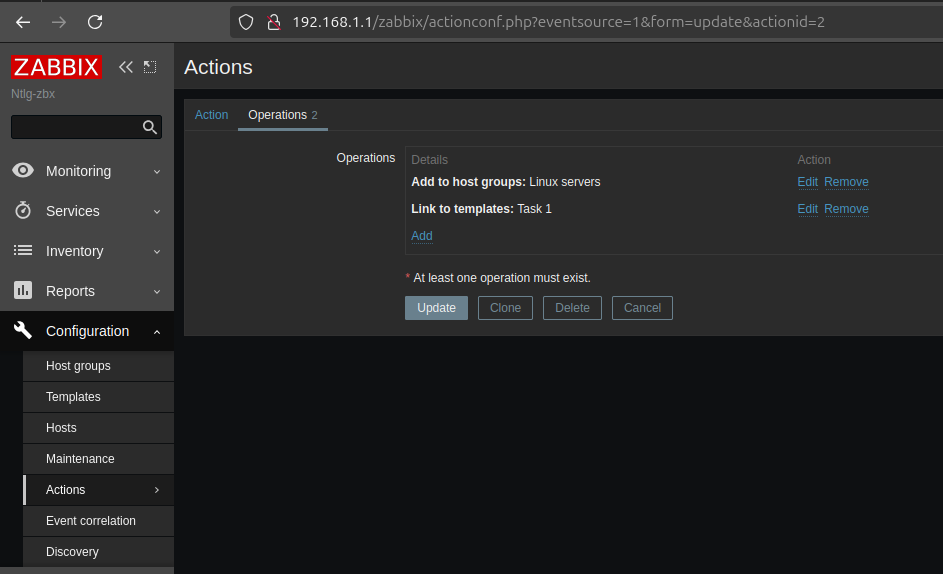 192.168.1.1/zabbix/actionconf.php?eventsource=1&form=update&actionid=2
ZABBIX
Ntlg-zbx
Monitoring
Services
Inventory
Reports
Configuration
Host groups
Templates
Hosts
Maintenance
Actions
Event correlation
Discovery
Actions
Action Operations 2
Operations Details Action
Add to host groups: Linux servers Edit Remove
Link to templates: Task 1 Edit Remove
Add
* At least one operation must exist.
Update Clone Delete Cancel